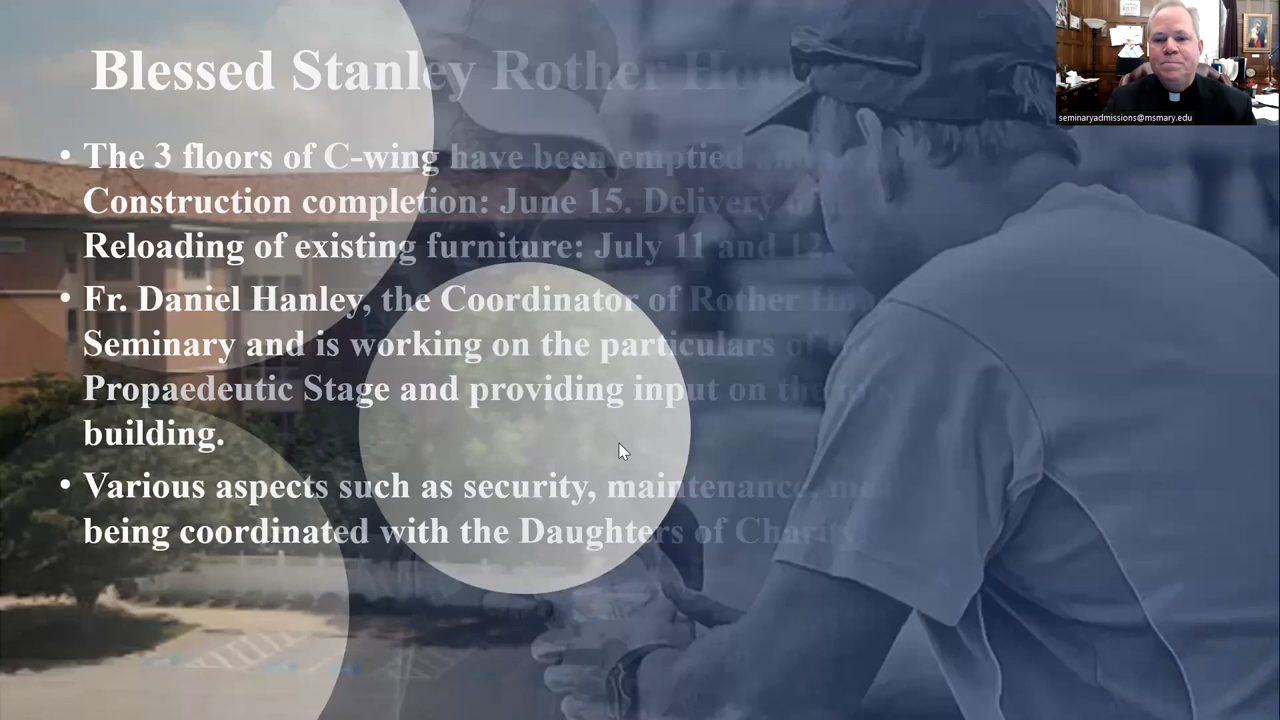 Blessed Stanley Rother House
• The 3 floors of C-wing have been emptied
Construction completion: June 15. Delivery
Reloading of existing furniture: July 11 and 12.
• Fr. Daniel Hanley, the Coordinator of Rother
Seminary and is working on the particulars of
Propaedeutic Stage and providing input on the
building.
• Various aspects such as security, maintenance,
being coordinated with the Daughters of Charity
seminaryadmissions@msmary.edu